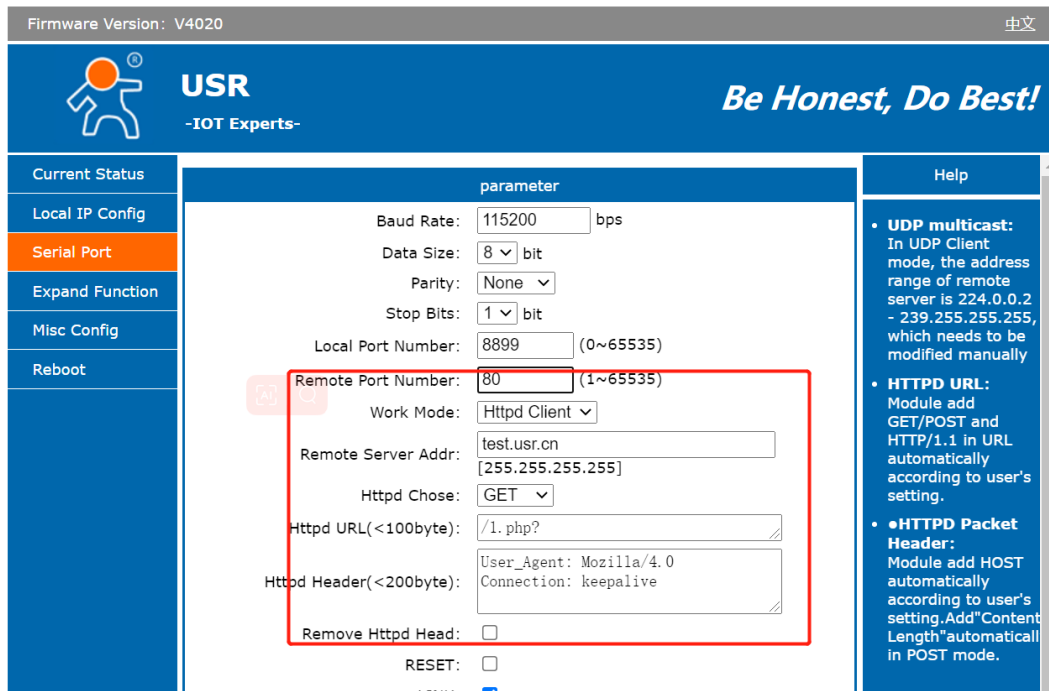 Firmware Version: V4020
中文
®
USR
-IOT Experts-
Be Honest, Do Best!
Current Status
Local IP Config
Serial Port
Expand Function
Misc Config
Reboot
parameter
Baud Rate: 115200 bps
Data Size: 8 bit
Parity: None
Stop Bits: 1 bit
Local Port Number: 8899 (0~65535)
Remote Port Number: 80 (1~65535)
AI
Work Mode: Httpd Client
Remote Server Addr: test.usr.cn
[255.255.255.255]
Httpd Chose: GET
Httpd URL(<100byte): /1.php?
Httpd Header(<200byte): User_Agent: Mozilla/4.0
Connection: keepalive
Remove Httpd Head:
RESET:
Help
• UDP multicast:
In UDP Client
mode, the address
range of remote
server is 224.0.0.2
- 239.255.255.255,
which needs to be
modified manually
• HTTPD URL:
Module add
GET/POST and
HTTP/1.1 in URL
automatically
according to user's
setting.
• ●HTTPD Packet
Header:
Module add HOST
automatically
according to user's
setting.Add"Content
Length"automaticall
in POST mode.